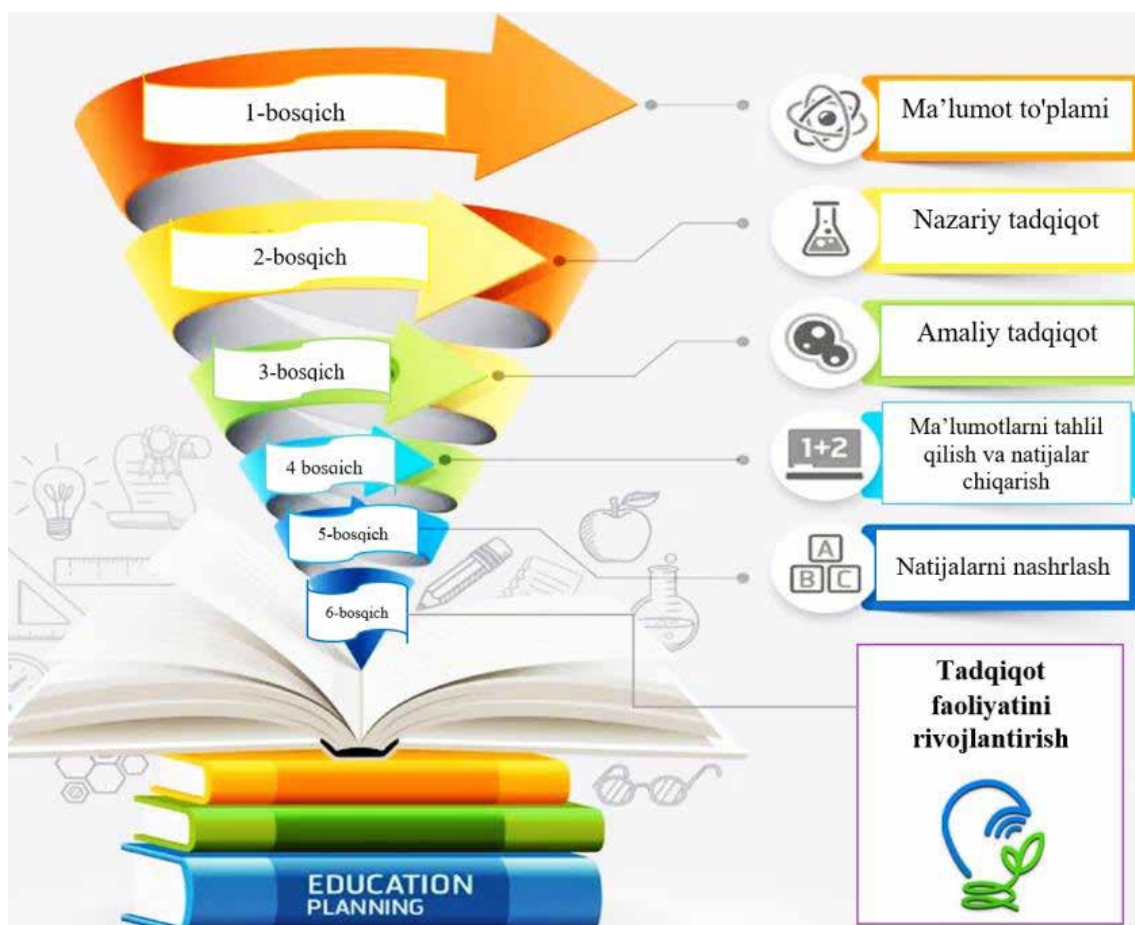 1-bosqich
Ma’lumot to'plami
2-bosqich
Nazariy tadqiqot
3-bosqich
Amaliy tadqiqot
4 bosqich
Ma’lumotlarni tahlil
qilish va natijalar
chiqarish
1+2
5-bosqich
Natijalarni nashrlash
A
B C
6-bosqich
Tadqiqot
faoliyatini
rivojlantirish
EDUCATION
PLANNING